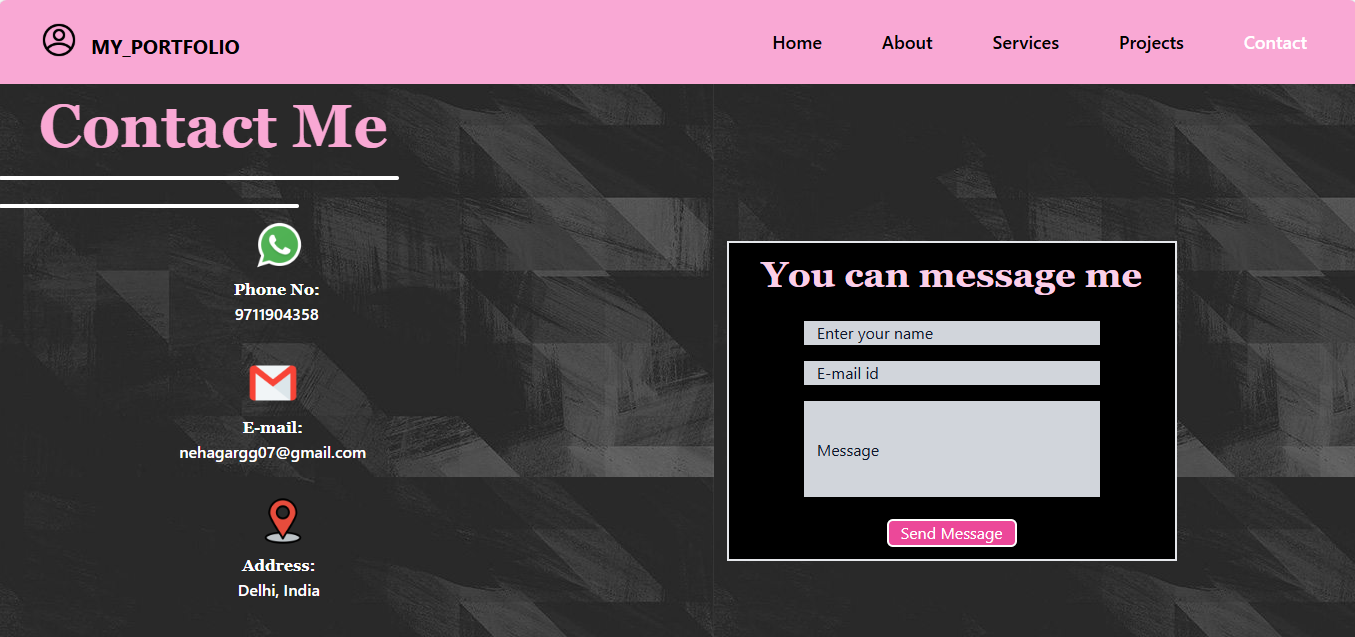 MY_PORTFOLIO
Home About Services Projects Contact
Contact Me
Phone No:
9711904358
E-mail:
nehagargg07@gmail.com
Address:
Delhi, India
You can message me
Enter your name
E-mail id
Message
Send Message